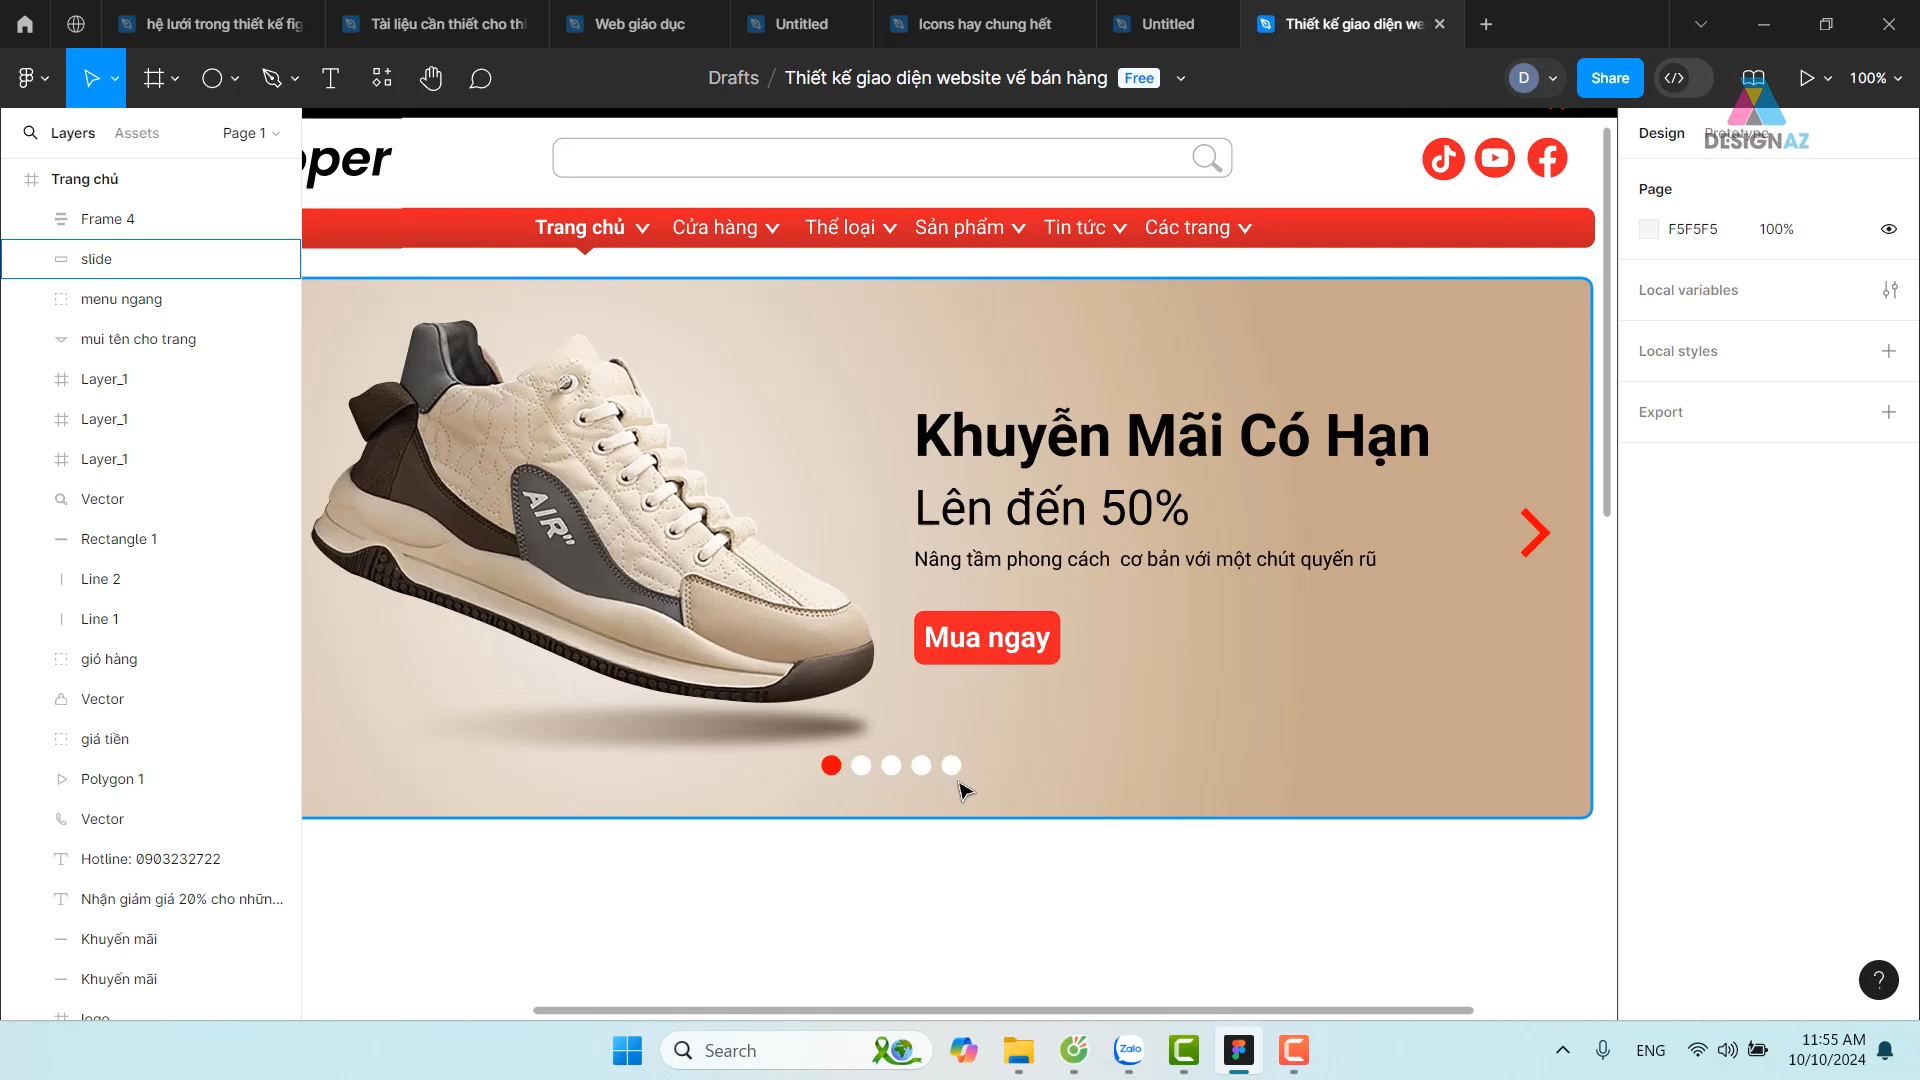 hệ lưới trong thiết kế fig
Tài liệu cần thiết cho thi
Web giáo dục
Untitled
Icons hay chung hết
Untitled
Thiết kế giao diện we
Drafts / Thiết kế giao diện website vế bán hàng Free
D
Share
100%
Layers
Assets
Page 1
Design
Prototype
DESIGNAZ
Trang chủ
Frame 4
slide
menu ngang
mui tên cho trang
Layer_1
Layer_1
Layer_1
Vector
Rectangle 1
Line 2
Line 1
giỏ hàng
Vector
giá tiền
Polygon 1
Vector
Hotline: 0903232722
Nhận giảm giá 20% cho nhữn...
Khuyến mãi
Khuyến mãi
logo
pper
Trang chủ
Cửa hàng
Thể loại
Sản phẩm
Tin tức
Các trang
AIR"
Khuyễn Mãi Có Hạn
Lên đến 50%
Nâng tầm phong cách  cơ bản với một chút quyến rũ
Mua ngay
Page
F5F5F5
100%
Local variables
Local styles
Export
?
Search
Zalo
ENG
11:55 AM
10/10/2024